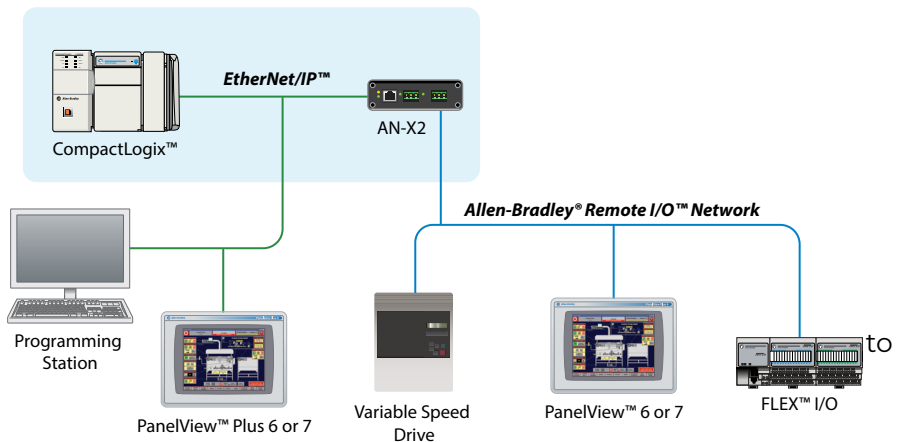 EtherNet/IP™
CompactLogix™
AN-X2
Allen-Bradley® Remote I/O™ Network
Programming
Station
PanelView™ Plus 6 or 7
Variable Speed
Drive
PanelView™ 6 or 7
FLEX™ I/O
to